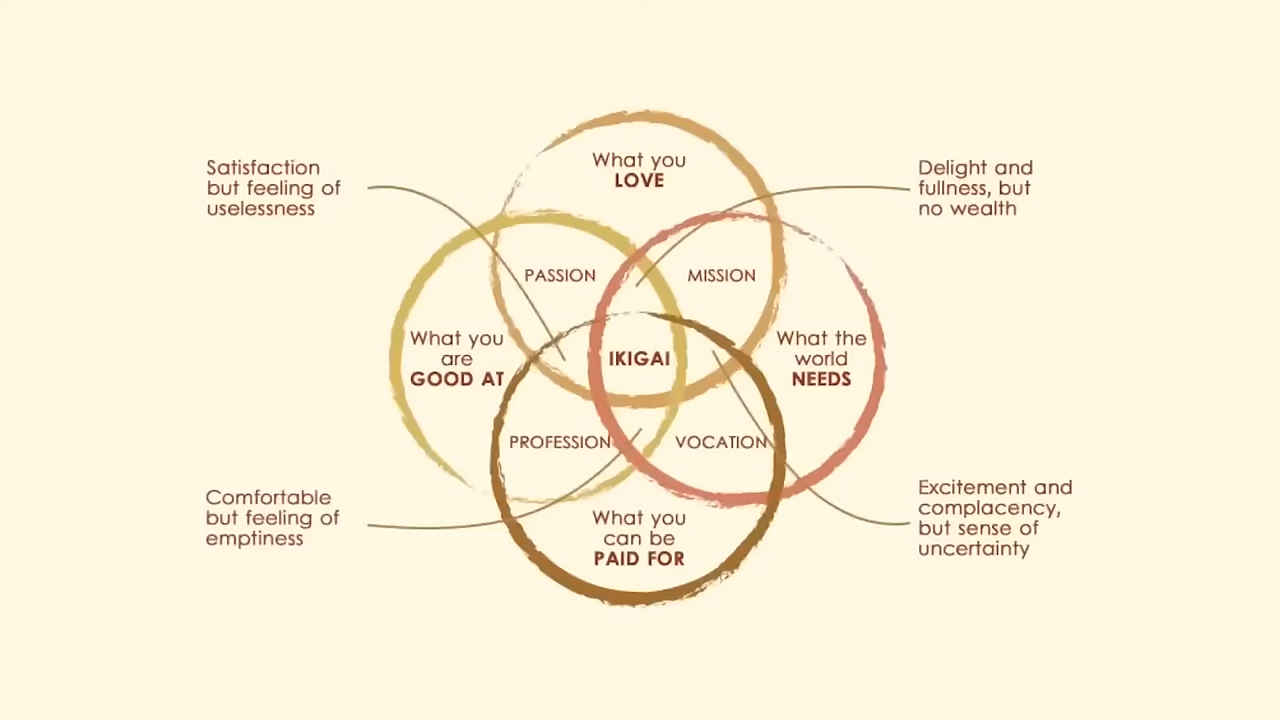 What you
LOVE
Satisfaction
but feeling of
uselessness
Delight and
fullness, but
no wealth
PASSION
MISSION
What you
are
GOOD AT
IKIGAI
What the
world
NEEDS
PROFESSION
VOCATION
Comfortable
but feeling of
emptiness
What you
can be
PAID FOR
Excitement and
complacency,
but sense of
uncertainty